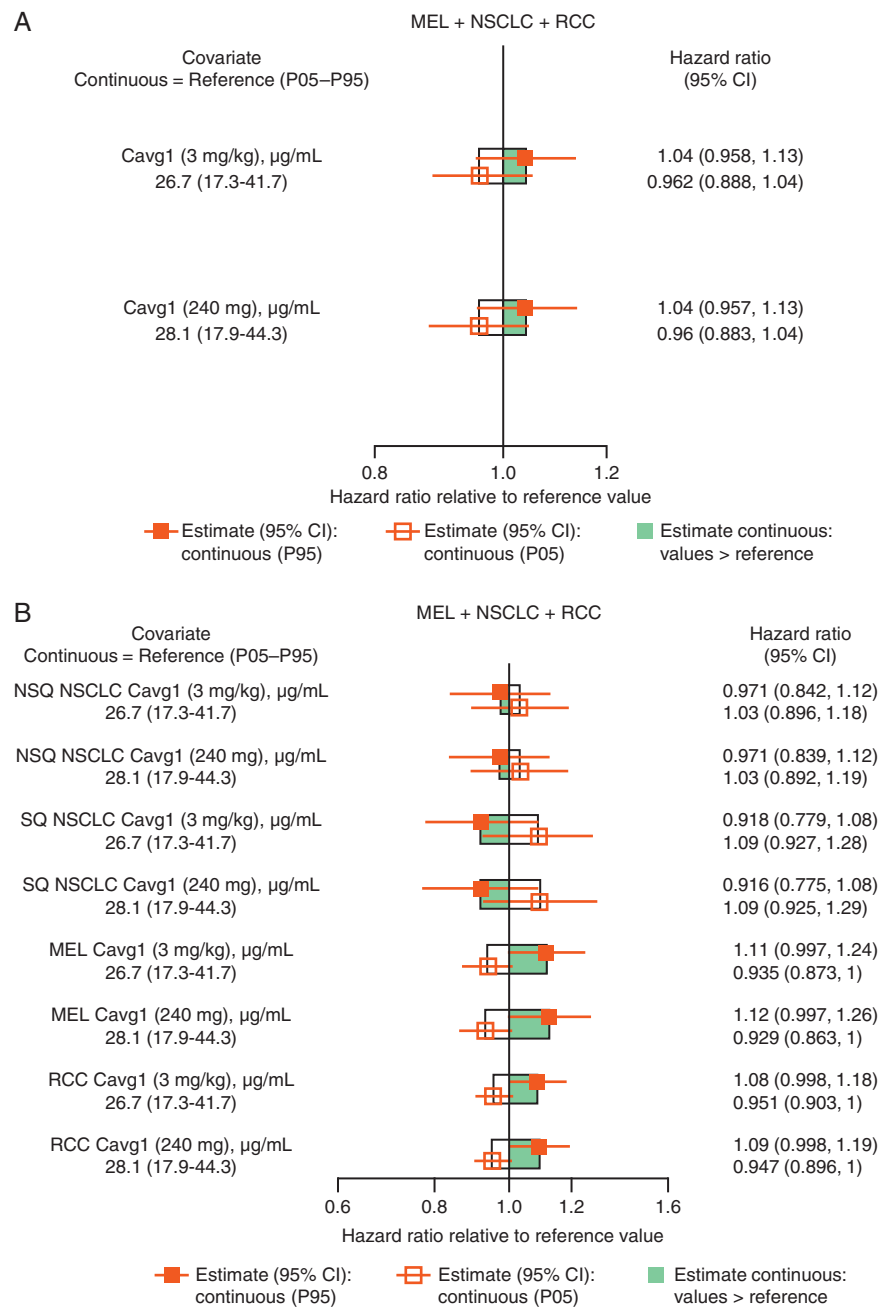 A
MEL + NSCLC + RCC
Covariate
Continuous = Reference (P05–P95)
Hazard ratio
(95% CI)
Cavg1 (3 mg/kg), µg/mL
26.7 (17.3-41.7)
1.04 (0.958, 1.13)
0.962 (0.888, 1.04)
Cavg1 (240 mg), µg/mL
28.1 (17.9-44.3)
1.04 (0.957, 1.13)
0.96 (0.883, 1.04)
0.8 1.0 1.2
Hazard ratio relative to reference value
Estimate (95% CI):
continuous (P95)
Estimate (95% CI):
continuous (P05)
Estimate continuous:
values > reference
B
MEL + NSCLC + RCC
Covariate
Continuous = Reference (P05–P95)
Hazard ratio
(95% CI)
NSQ NSCLC Cavg1 (3 mg/kg), µg/mL
26.7 (17.3-41.7)
0.971 (0.842, 1.12)
1.03 (0.896, 1.18)
NSQ NSCLC Cavg1 (240 mg), µg/mL
28.1 (17.9-44.3)
0.971 (0.839, 1.12)
1.03 (0.892, 1.19)
SQ NSCLC Cavg1 (3 mg/kg), µg/mL
26.7 (17.3-41.7)
0.918 (0.779, 1.08)
1.09 (0.927, 1.28)
SQ NSCLC Cavg1 (240 mg), µg/mL
28.1 (17.9-44.3)
0.916 (0.775, 1.08)
1.09 (0.925, 1.29)
MEL Cavg1 (3 mg/kg), µg/mL
26.7 (17.3-41.7)
1.11 (0.997, 1.24)
0.935 (0.873, 1)
MEL Cavg1 (240 mg), µg/mL
28.1 (17.9-44.3)
1.12 (0.997, 1.26)
0.929 (0.863, 1)
RCC Cavg1 (3 mg/kg), µg/mL
26.7 (17.3-41.7)
1.08 (0.998, 1.18)
0.951 (0.903, 1)
RCC Cavg1 (240 mg), µg/mL
28.1 (17.9-44.3)
1.09 (0.998, 1.19)
0.947 (0.896, 1)
0.6 0.8 1.0 1.2 1.6
Hazard ratio relative to reference value
Estimate (95% CI):
continuous (P95)
Estimate (95% CI):
continuous (P05)
Estimate continuous:
values > reference